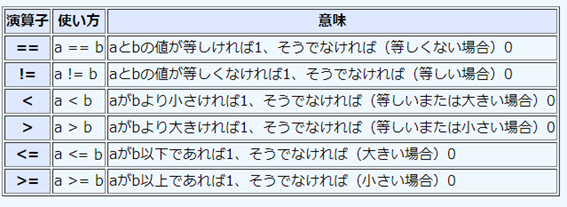 演算子 使い方 意味
== a == b aとbの値が等しければ1、そうでなければ（等しくない場合）0
!= a != b aとbの値が等しくなければ1、そうでなければ（等しい場合）0
< a < b aがbより小さければ1、そうでなければ（等しいまたは大きい場合）0
> a > b aがbより大きければ1、そうでなければ（等しいまたは小さい場合）0
<= a <= b aがb以下であれば1、そうでなければ（大きい場合）0
>= a >= b aがb以上であれば1、そうでなければ（小さい場合）0